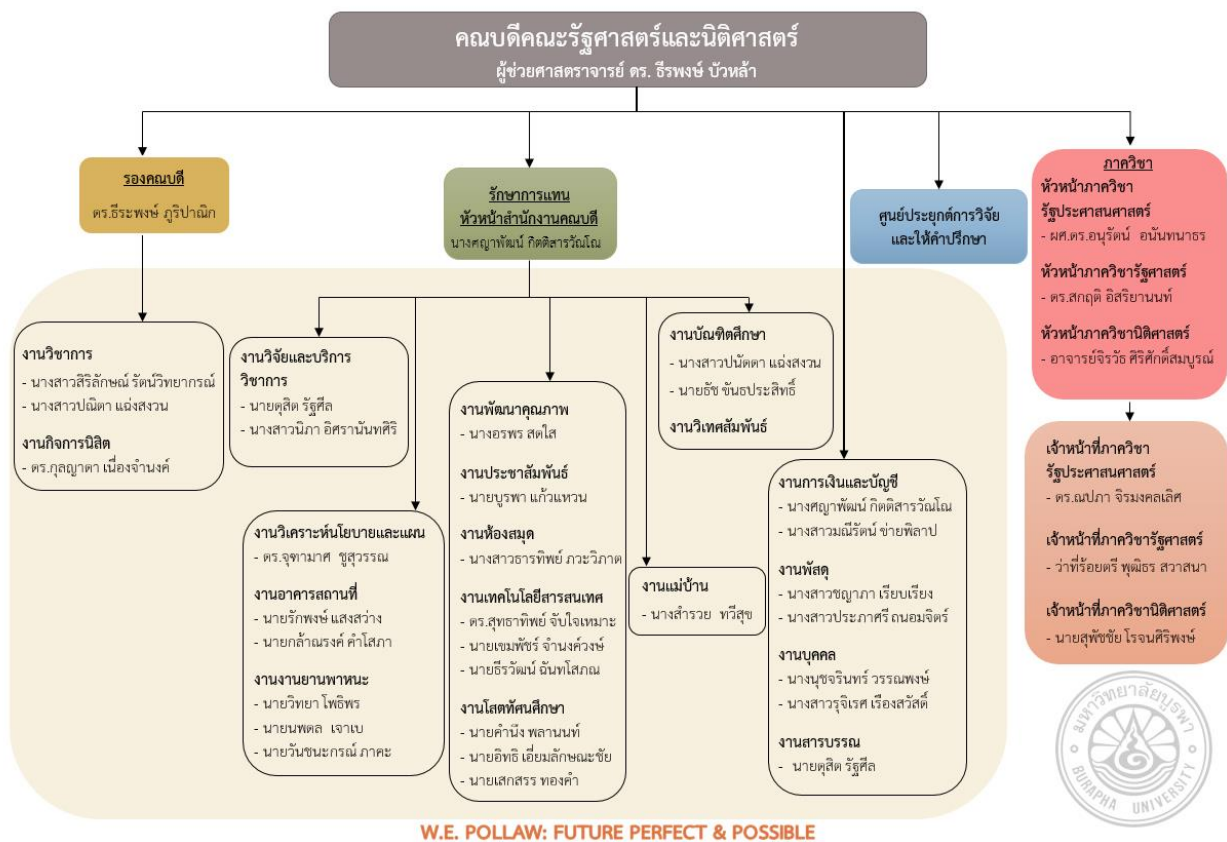 คณบดีคณะรัฐศาสตร์และนิติศาสตร์
ผู้ช่วยศาสตราจารย์ ดร. ธีรพงษ์ บัวหล้า
รองคณบดี
ดร.ธีระพงษ์ ภูริปาณิก
รักษาการแทน
หัวหน้าสำนักงานคณบดี
นางศญาพัฒน์ กิตติสารวัณโณ
ศูนย์ประยุกต์การวิจัย
และให้คำปรึกษา
ภาควิชา
หัวหน้าภาควิชา
รัฐประศาสนศาสตร์
- ผศ.ดร.อนุรัตน์ อนันทนาธร
หัวหน้าภาควิชารัฐศาสตร์
- ดร.สกฤติ อิสริยานนท์
หัวหน้าภาควิชานิติศาสตร์
- อาจารย์จิรวัธ ศิริศักดิ์สมบูรณ์
งานวิชาการ
- นางสาวสิริลักษณ์ รัตน์วิทยากรณ์
- นางสาวปณิตา แฉ่งสงวน
งานกิจการนิสิต
- ดร.กุลญาดา เนื่องจำนงค์
งานวิจัยและบริการ
วิชาการ
- นายดุสิต รัฐศีล
- นางสาวนิภา อิศรานันทศิริ
งานวิเคราะห์นโยบายและแผน
- ดร.จุฑามาศ ชูสุวรรณ
งานอาคารสถานที่
- นายรักพงษ์ แสงสว่าง
- นายกล้าณรงค์ คำโสภา
งานงานยานพาหนะ
- นายวิทยา โพธิพร
- นายนพดล เจาเบ
- นายวันชนะกรณ์ ภาคะ
งานพัฒนาคุณภาพ
- นางอรพร สดใส
งานประชาสัมพันธ์
- นายบูรพา แก้วแหวน
งานห้องสมุด
- นางสาวธารทิพย์ ภวะวิภาต
งานเทคโนโลยีสารสนเทศ
- ดร.สุทธาทิพย์ จับใจเหมาะ
- นายเขมพัชร์ จำนงค์วงษ์
- นายธีรวัฒน์ ฉันทโสภณ
งานโสตทัศนศึกษา
- นายคำนึง พลานนท์
- นายอิทธิ เอี่ยมลักษณะชัย
- นายเสกสรร ทองคำ
งานบัณฑิตศึกษา
- นางสาวปนัดดา แฉ่งสงวน
- นายธัช ขันธประสิทธิ์
งานวิเทศสัมพันธ์
งานแม่บ้าน
- นางสำรวย ทวีสุข
งานการเงินและบัญชี
- นางศญาพัฒน์ กิตติสารวัณโณ
- นางสาวมณีรัตน์ ข่ายพิลาป
งานพัสดุ
- นางสาวชญาภา เรียบเรียง
- นางสาวประภาศรี ถนอมจิตร์
งานบุคคล
- นางนุชจรินทร์ วรรณพงษ์
- นางสาวรุจิเรศ เรืองสวัสดิ์
งานสารบรรณ
- นายดุสิต รัฐศีล
เจ้าหน้าที่ภาควิชา
รัฐประศาสนศาสตร์
- ดร.ณปภา จิรมงคลเลิศ
เจ้าหน้าที่ภาควิชารัฐศาสตร์
- ว่าที่ร้อยตรี พุฒิธร สวาสนา
เจ้าหน้าที่ภาควิชานิติศาสตร์
- นายสุพัชชัย โรจนศิริพงษ์
มหาวิทยาลัยบูรพา
BURAPHA UNIVERSITY
W.E. POLLAW: FUTURE PERFECT & POSSIBLE